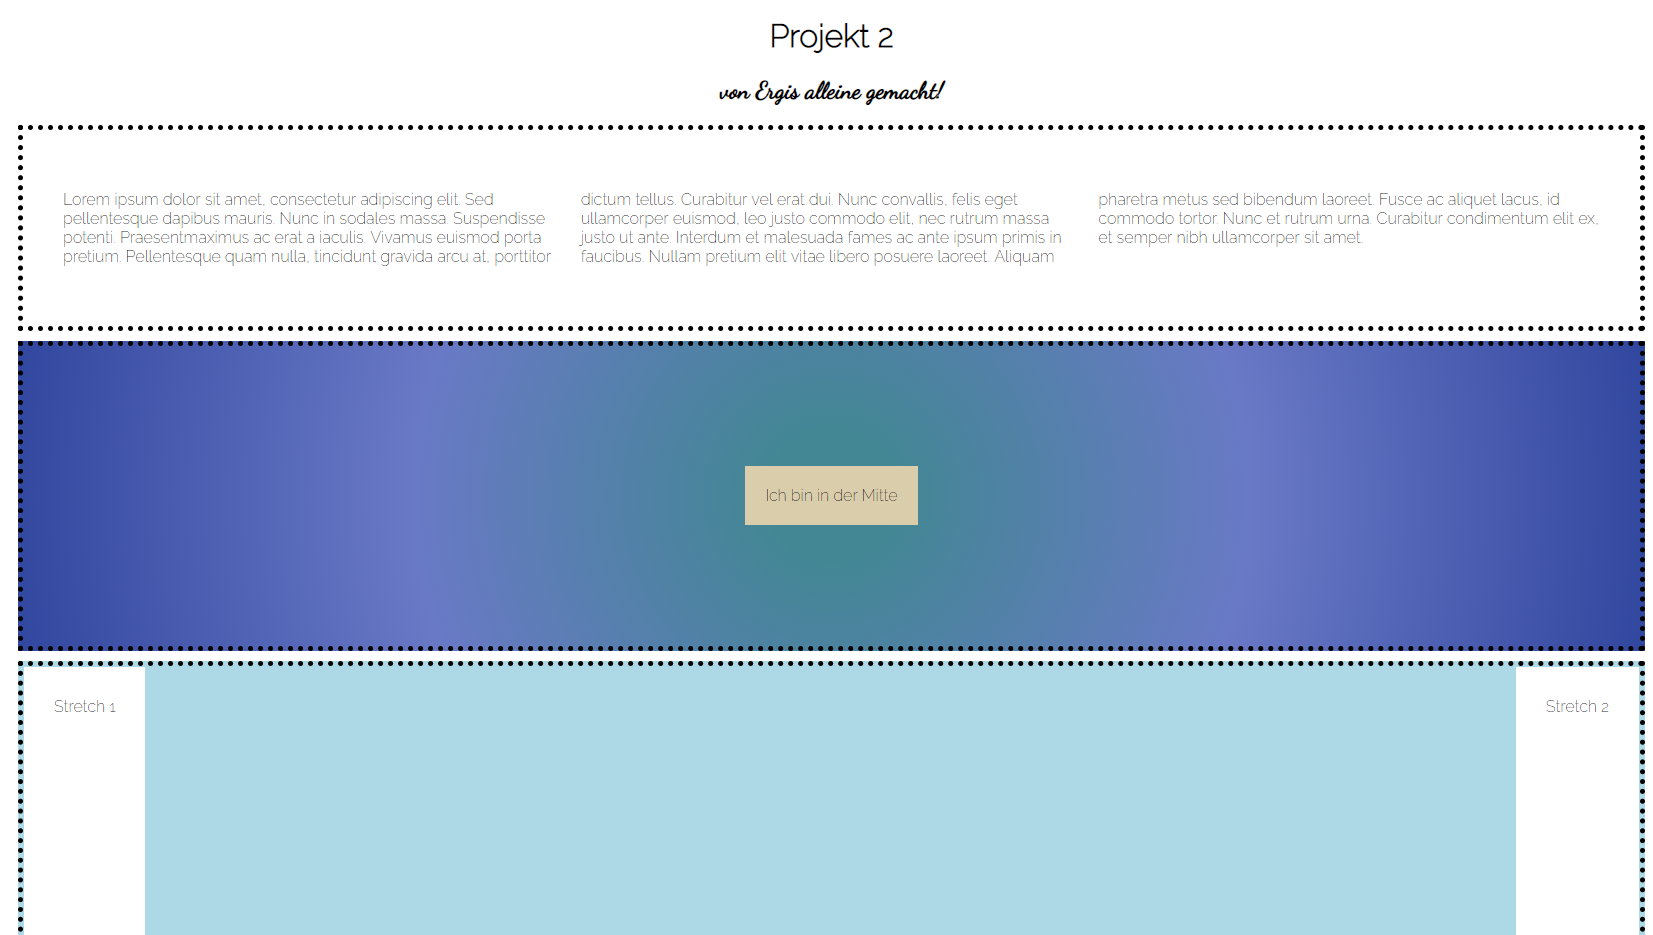 Projekt 2
von Ergis alleine gemacht!
Lorem ipsum dolor sit amet, consectetur adipiscing elit. Sed
pellentesque dapibus mauris. Nunc in sodales massa. Suspendisse
potenti. Praesentmaximus ac erat a iaculis. Vivamus euismod porta
pretium. Pellentesque quam nulla, tincidunt gravida arcu at, porttitor
dictum tellus. Curabitur vel erat dui. Nunc convallis, felis eget
ullamcorper euismod, leo justo commodo elit, nec rutrum massa
justo ut ante. Interdum et malesuada fames ac ante ipsum primis in
faucibus. Nullam pretium elit vitae libero posuere laoreet. Aliquam
pharetra metus sed bibendum laoreet. Fusce ac aliquet lacus, id
commodo tortor. Nunc et rutrum urna. Curabitur condimentum elit ex,
et semper nibh ullamcorper sit amet.
Ich bin in der Mitte
Stretch 1
Stretch 2